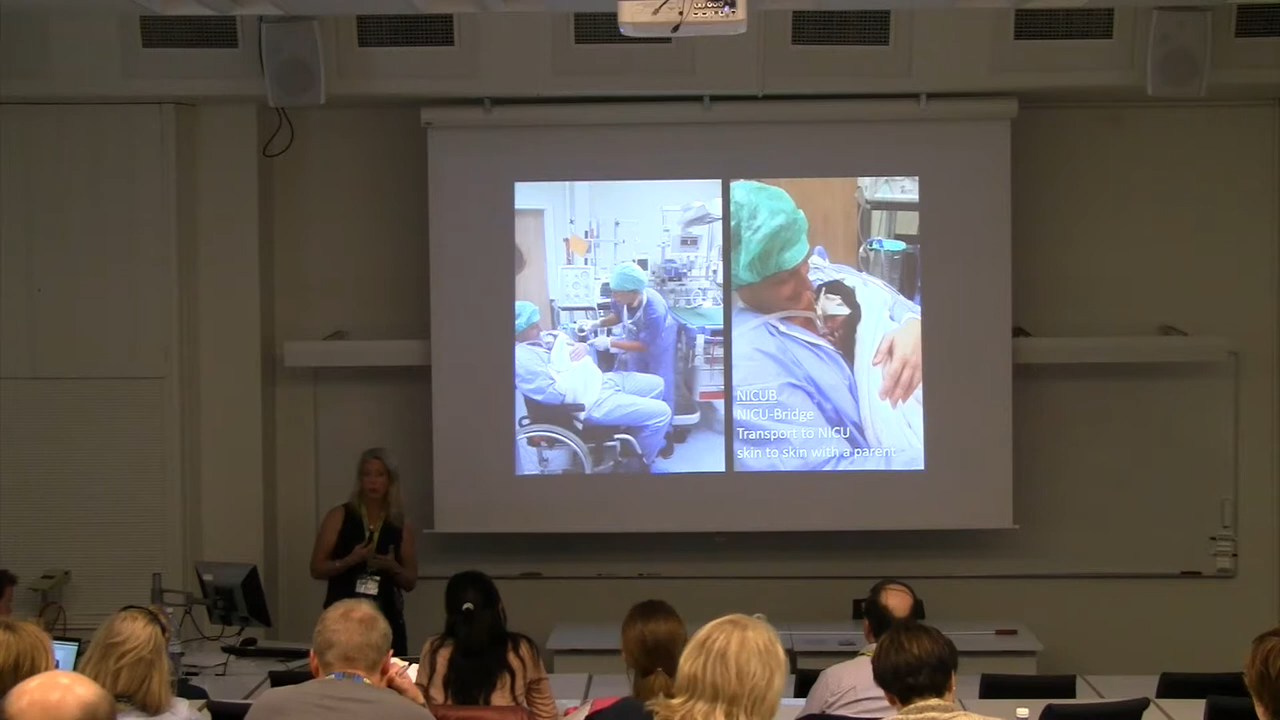 NICUB
NICU-Bridge
Transport to NICU
skin to skin with a parent